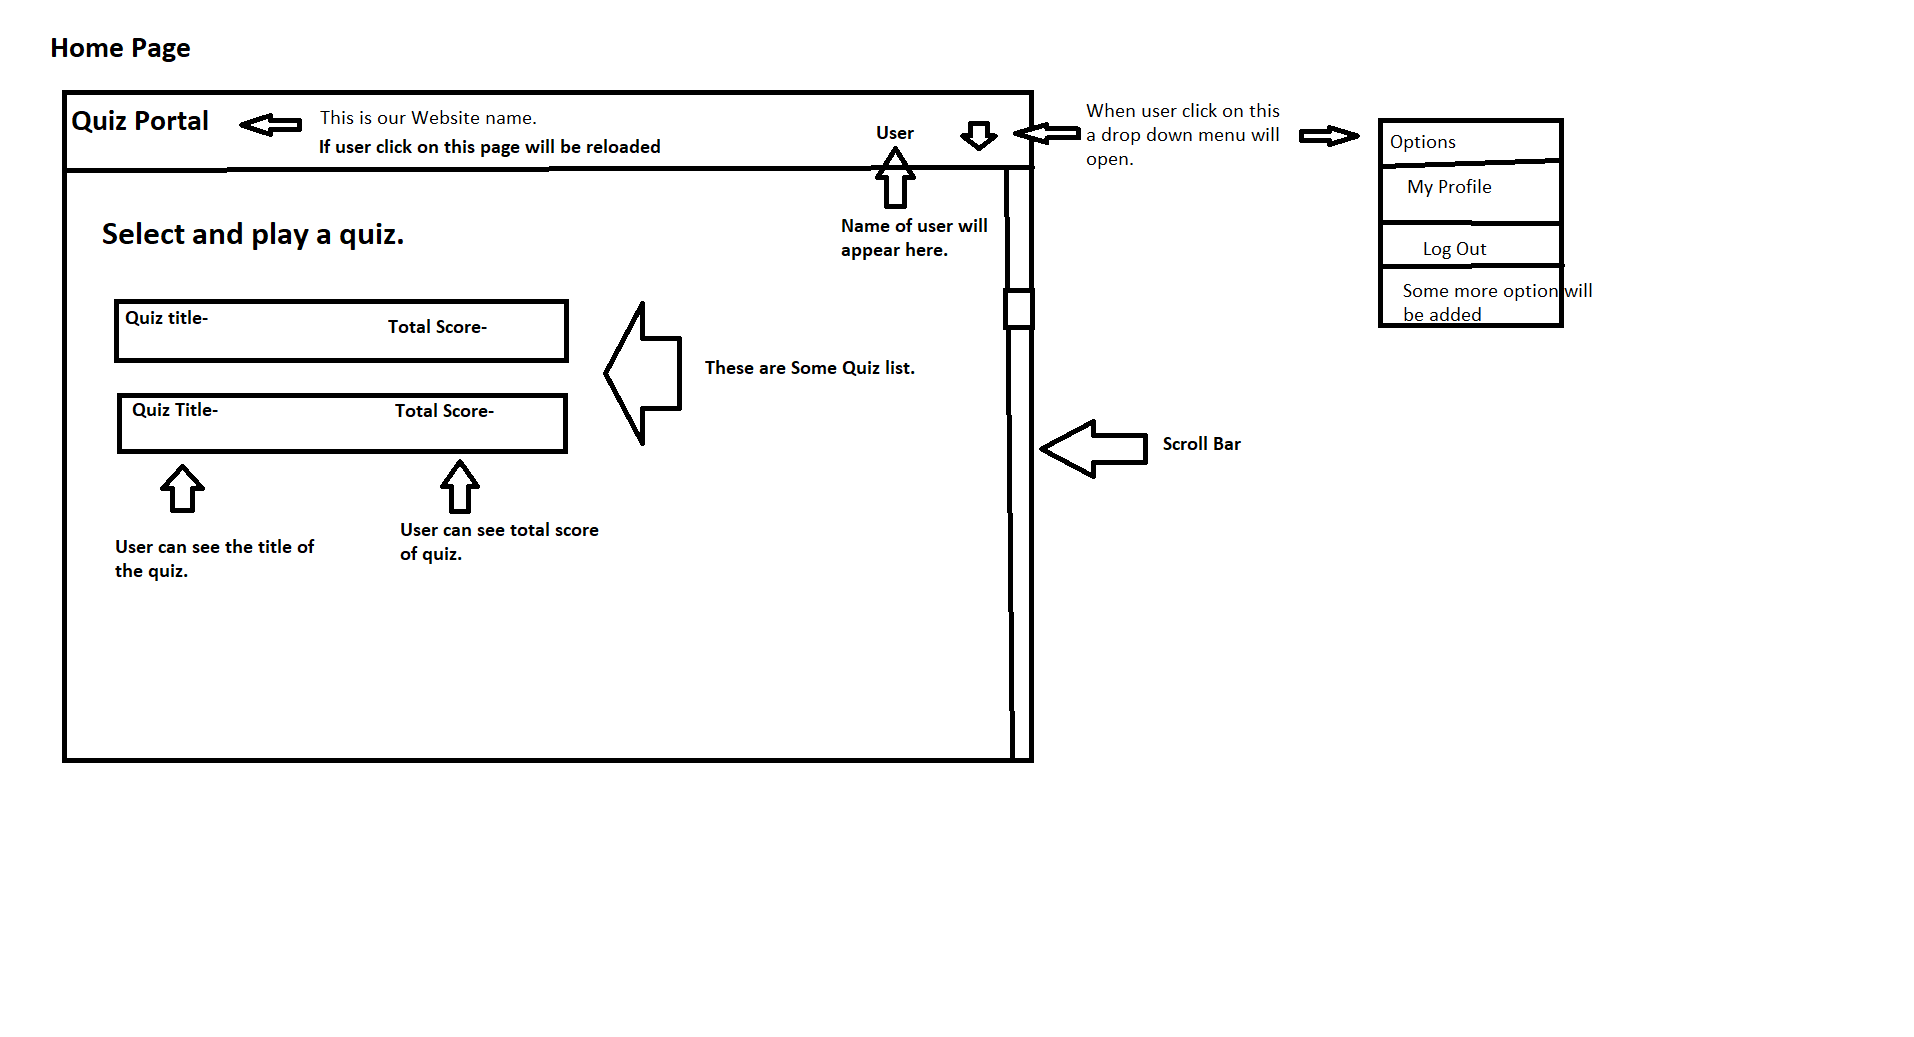 Home Page
Quiz Portal
This is our Website name.
If user click on this page will be reloaded
User
When user click on this
a drop down menu will
open.
Options
My Profile
Log Out
Some more option will
be added
Name of user will
appear here.
Select and play a quiz.
Quiz title-
Total Score-
These are Some Quiz list.
Quiz Title-
Total Score-
Scroll Bar
User can see the title of
the quiz.
User can see total score
of quiz.